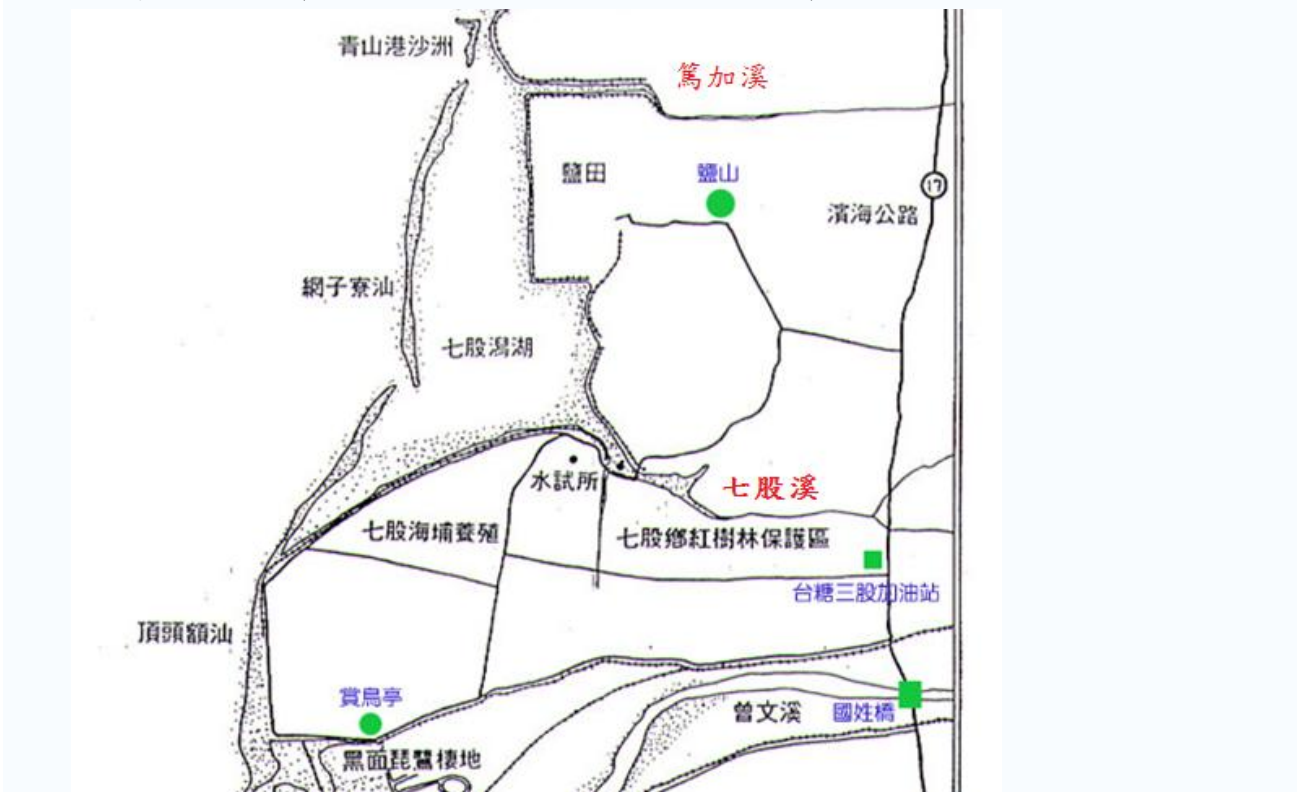 青山港沙洲
篤加溪
鹽田
鹽山
17
濱海公路
網子寮汕
七股潟湖
水試所
七股溪
七股海埔養殖
七股鄉紅樹林保護區
台糖三股加油站
頂頭額汕
賞鳥亭
曾文溪
國姓橋
黑面琵鷺棲地